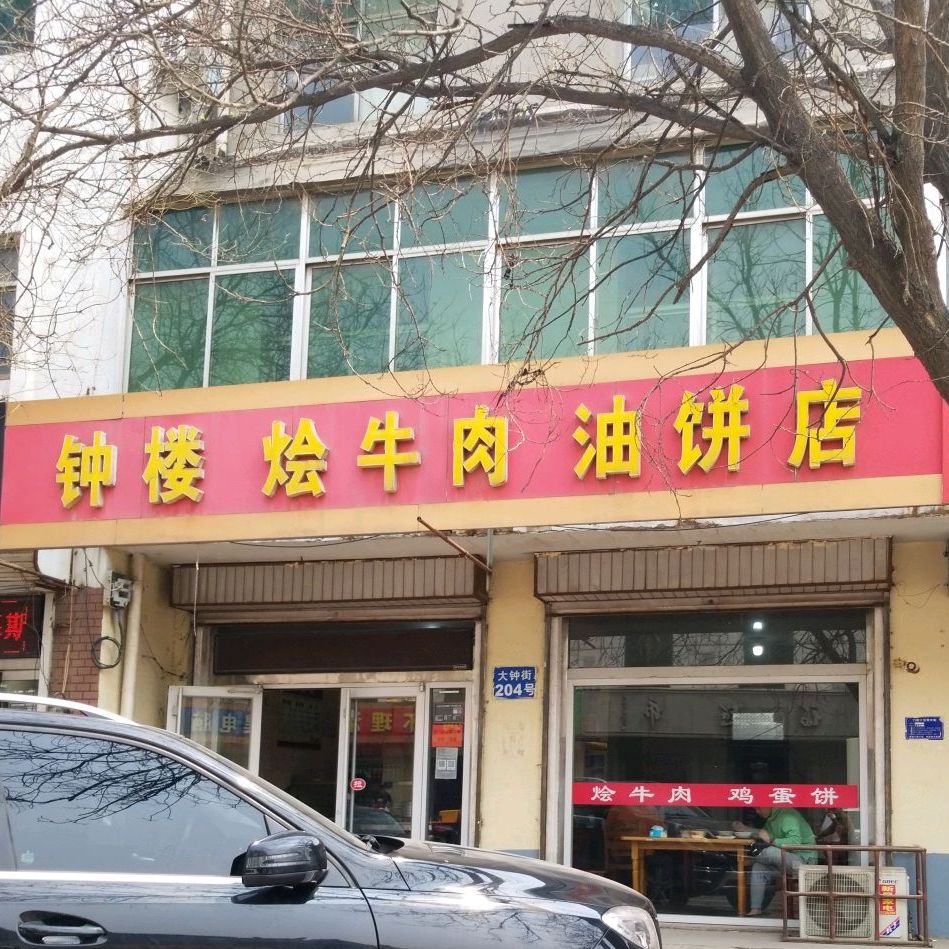 钟楼 烩牛肉 油饼店
大钟街
204号
烩牛肉 鸡蛋饼